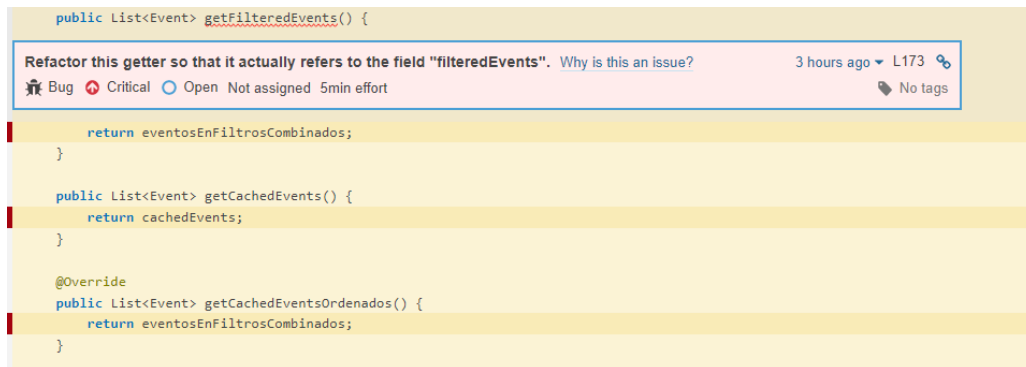 public List<Event> getFilteredEvents() {
Refactor this getter so that it actually refers to the field "filteredEvents". Why is this an issue? 3 hours ago L173
Bug Critical Open Not assigned 5min effort No tags
return eventosEnFiltrosCombinados;
}
public List<Event> getCachedEvents() {
return cachedEvents;
}
@Override
public List<Event> getCachedEventsOrdenados() {
return eventosEnFiltrosCombinados;
}